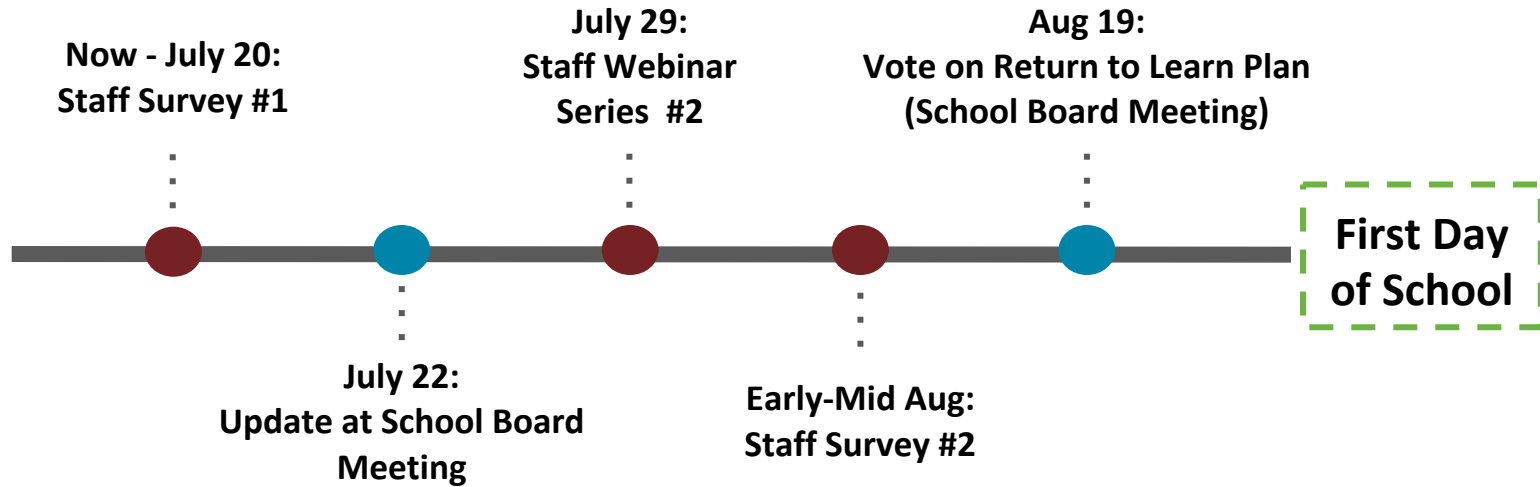 Now - July 20:
Staff Survey #1
July 22:
Update at School Board
Meeting
July 29:
Staff Webinar
Series #2
Early-Mid Aug:
Staff Survey #2
Aug 19:
Vote on Return to Learn Plan
(School Board Meeting)
First Day
of School